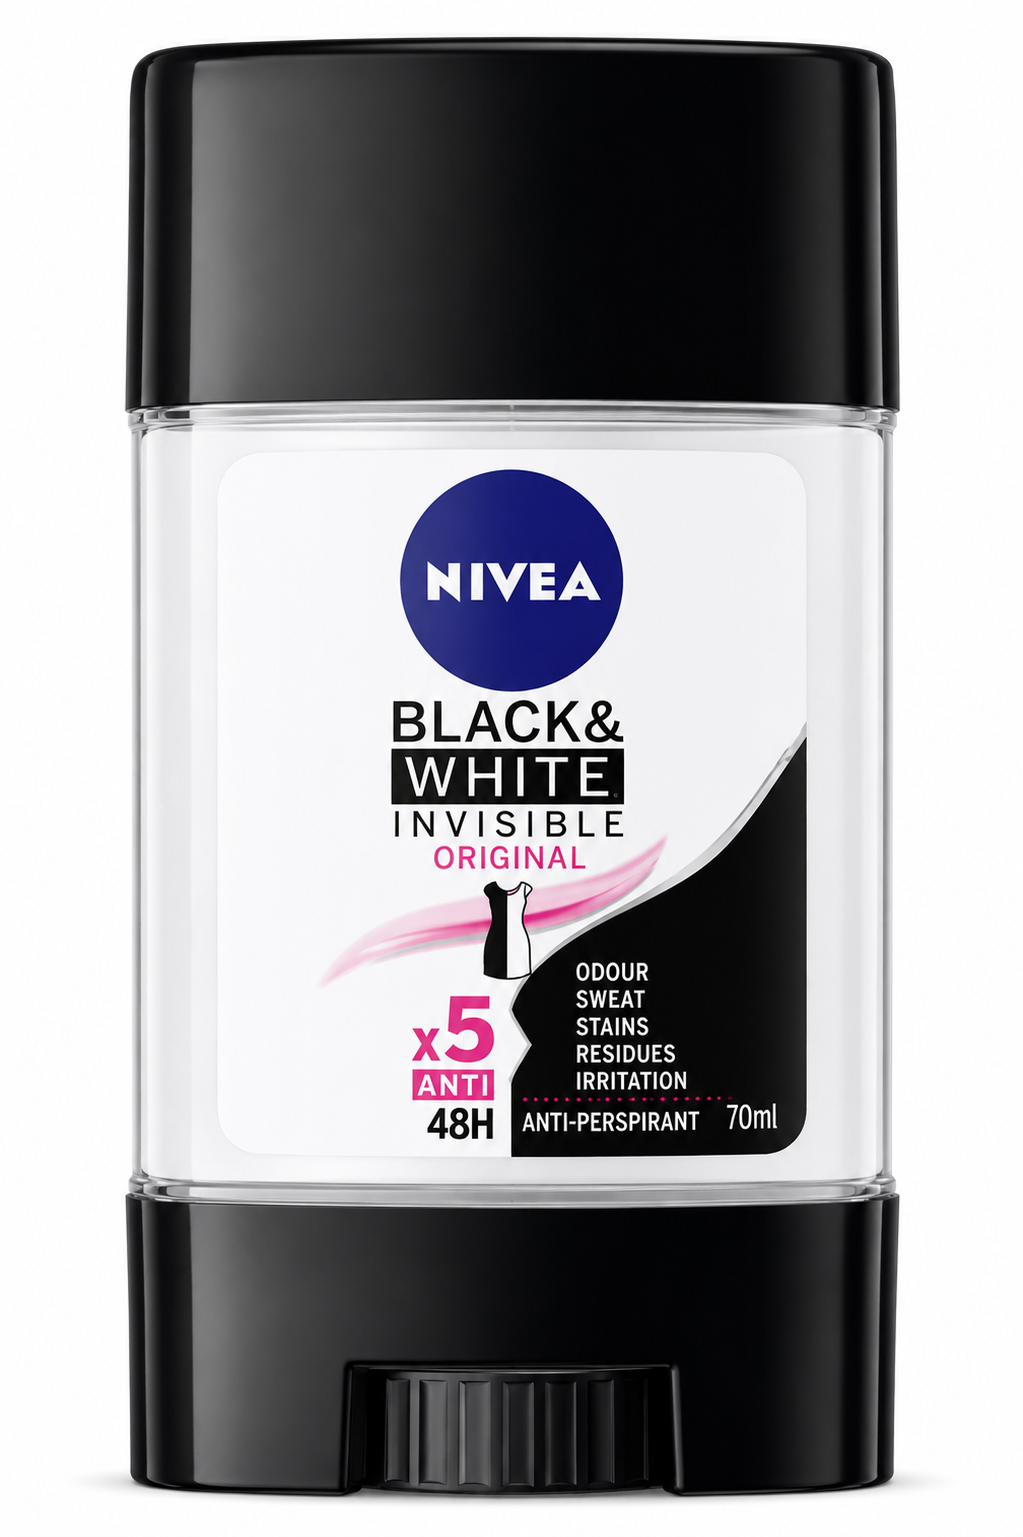 NIVEA
BLACK&
WHITE
INVISIBLE
ORIGINAL
x5
ANTI
48H
ODOUR
SWEAT
STAINS
RESIDUES
IRRITATION
ANTI-PERSPIRANT 70ml